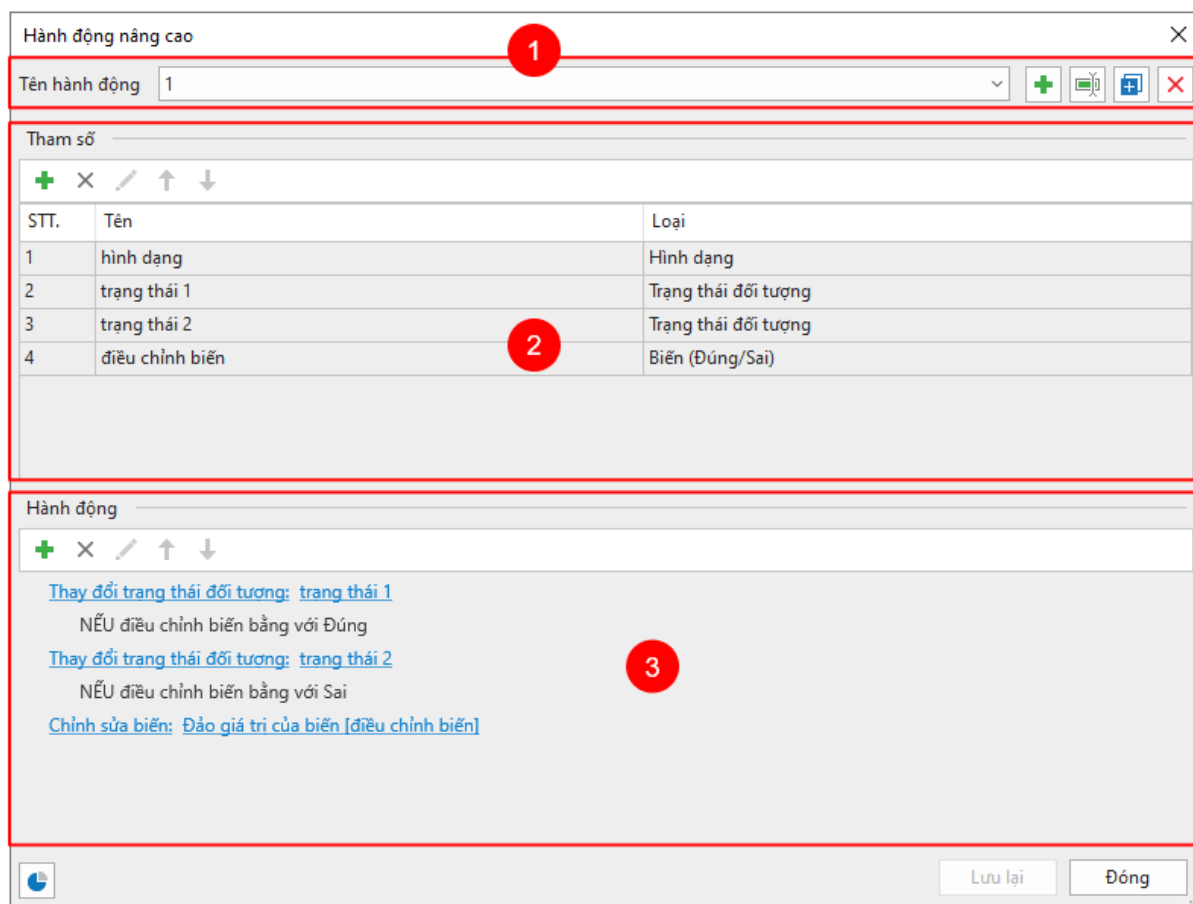 Hành động nâng cao
1
Tên hành động 1
Tham số
STT. Tên Loại
1 hình dạng Hình dạng
2 trạng thái 1 Trạng thái đối tượng
3 trạng thái 2 Trạng thái đối tượng
2
4 điều chỉnh biến Biến (Đúng/Sai)
Hành động
Thay đổi trạng thái đối tượng: trạng thái 1
NẾU điều chỉnh biến bằng với Đúng
Thay đổi trạng thái đối tượng: trạng thái 2
3
NẾU điều chỉnh biến bằng với Sai
Chỉnh sửa biến: Đảo giá trị của biến [điều chỉnh biến]
Lưu lại Đóng